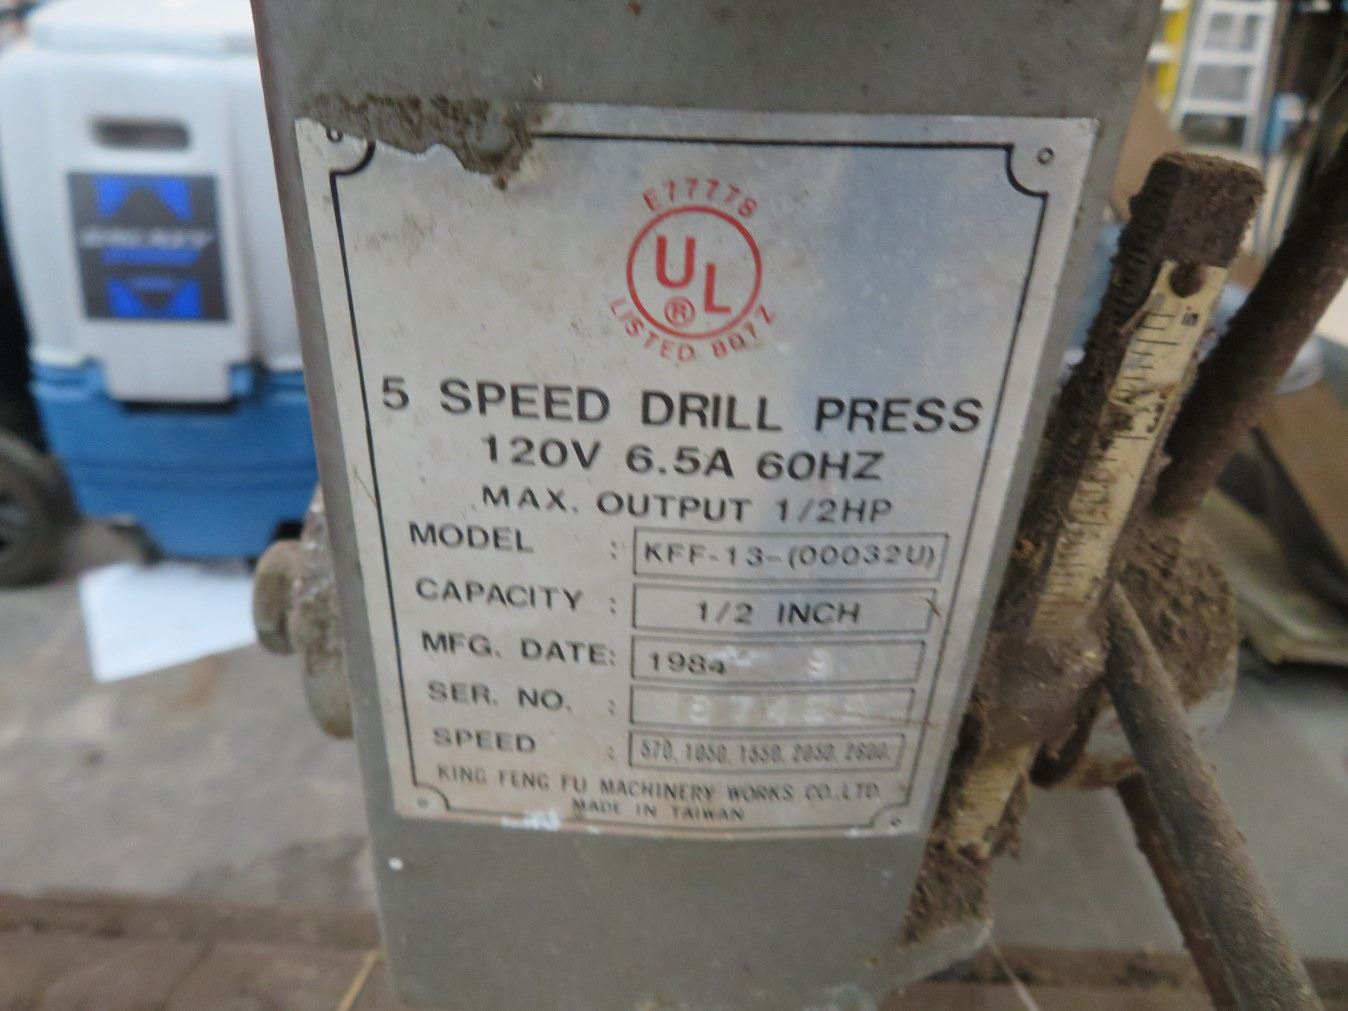 E77778
UL
®
LISTED 8Q7Z
5 SPEED DRILL PRESS
120V 6.5A 60HZ
MAX. OUTPUT 1/2HP
MODEL : KFF-13-(00032U)
CAPACITY : 1/2 INCH
MFG. DATE: 1984 9
SER. NO. :
SPEED : 570. 1050. 1550. 2050. 2600.
KING FENG FU MACHINERY WORKS CO.,LTD.
MADE IN TAIWAN